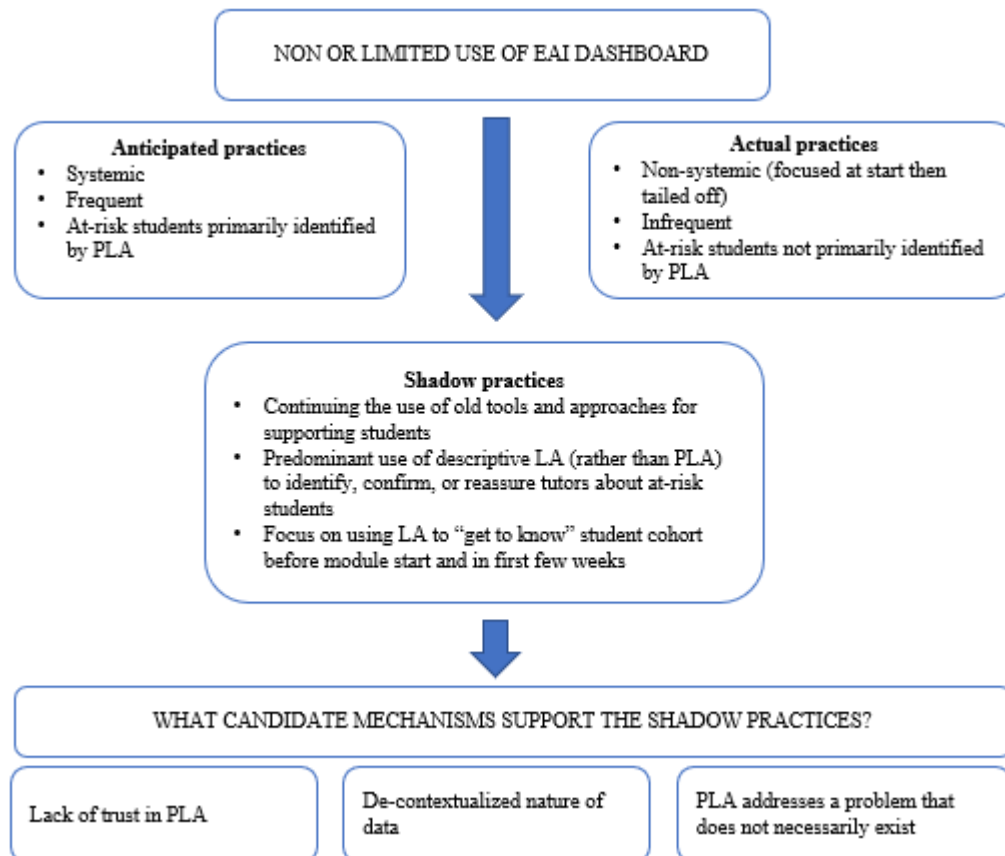 NON OR LIMITED USE OF EAI DASHBOARD
Anticipated practices
• Systemic
• Frequent
• At-risk students primarily identified
by PLA
Actual practices
• Non-systemic (focused at start then
tailed off)
• Infrequent
• At-risk students not primarily identified
by PLA
Shadow practices
• Continuing the use of old tools and approaches for
supporting students
• Predominant use of descriptive LA (rather than PLA)
to identify, confirm, or reassure tutors about at-risk
students
• Focus on using LA to “get to know” student cohort
before module start and in first few weeks
WHAT CANDIDATE MECHANISMS SUPPORT THE SHADOW PRACTICES?
Lack of trust in PLA
De-contextualized nature of
data
PLA addresses a problem that
does not necessarily exist